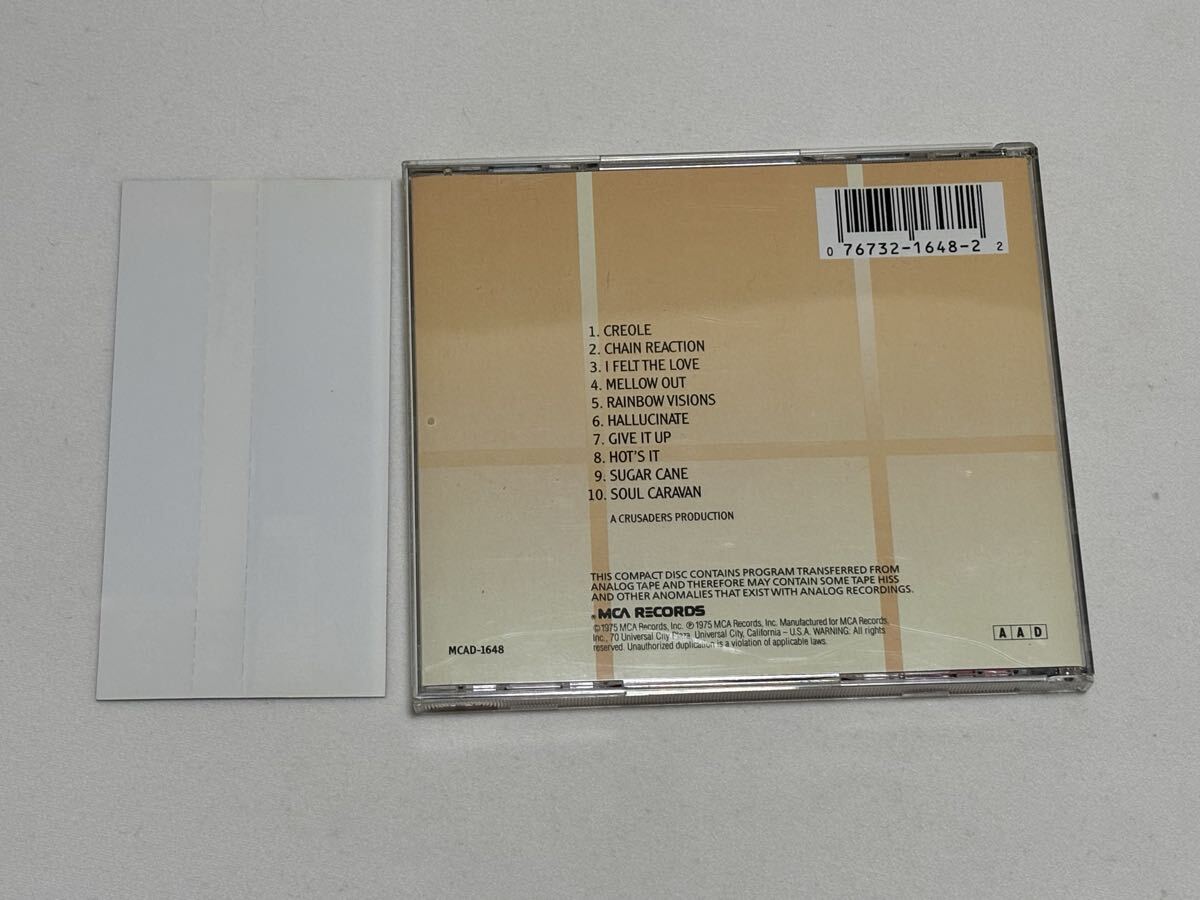 0 76732-1648-2 2
1. CREOLE
2. CHAIN REACTION
3. I FELT THE LOVE
4. MELLOW OUT
5. RAINBOW VISIONS
6. HALLUCINATE
7. GIVE IT UP
8. HOT'S IT
9. SUGAR CANE
10. SOUL CARAVAN
A CRUSADERS PRODUCTION
THIS COMPACT DISC CONTAINS PROGRAM TRANSFERRED FROM
ANALOG TAPE AND THEREFORE MAY CONTAIN SOME TAPE HISS
AND OTHER ANOMALIES THAT EXIST WITH ANALOG RECORDINGS.
MCA RECORDS
©1975 MCA Records, Inc. ℗1975 MCA Records, Inc. Manufactured for MCA Records,
Inc., 70 Universal City Plaza, Universal City, California – U.S.A. WARNING: All rights
reserved. Unauthorized duplication is a violation of applicable laws.
MCAD-1648
A A D